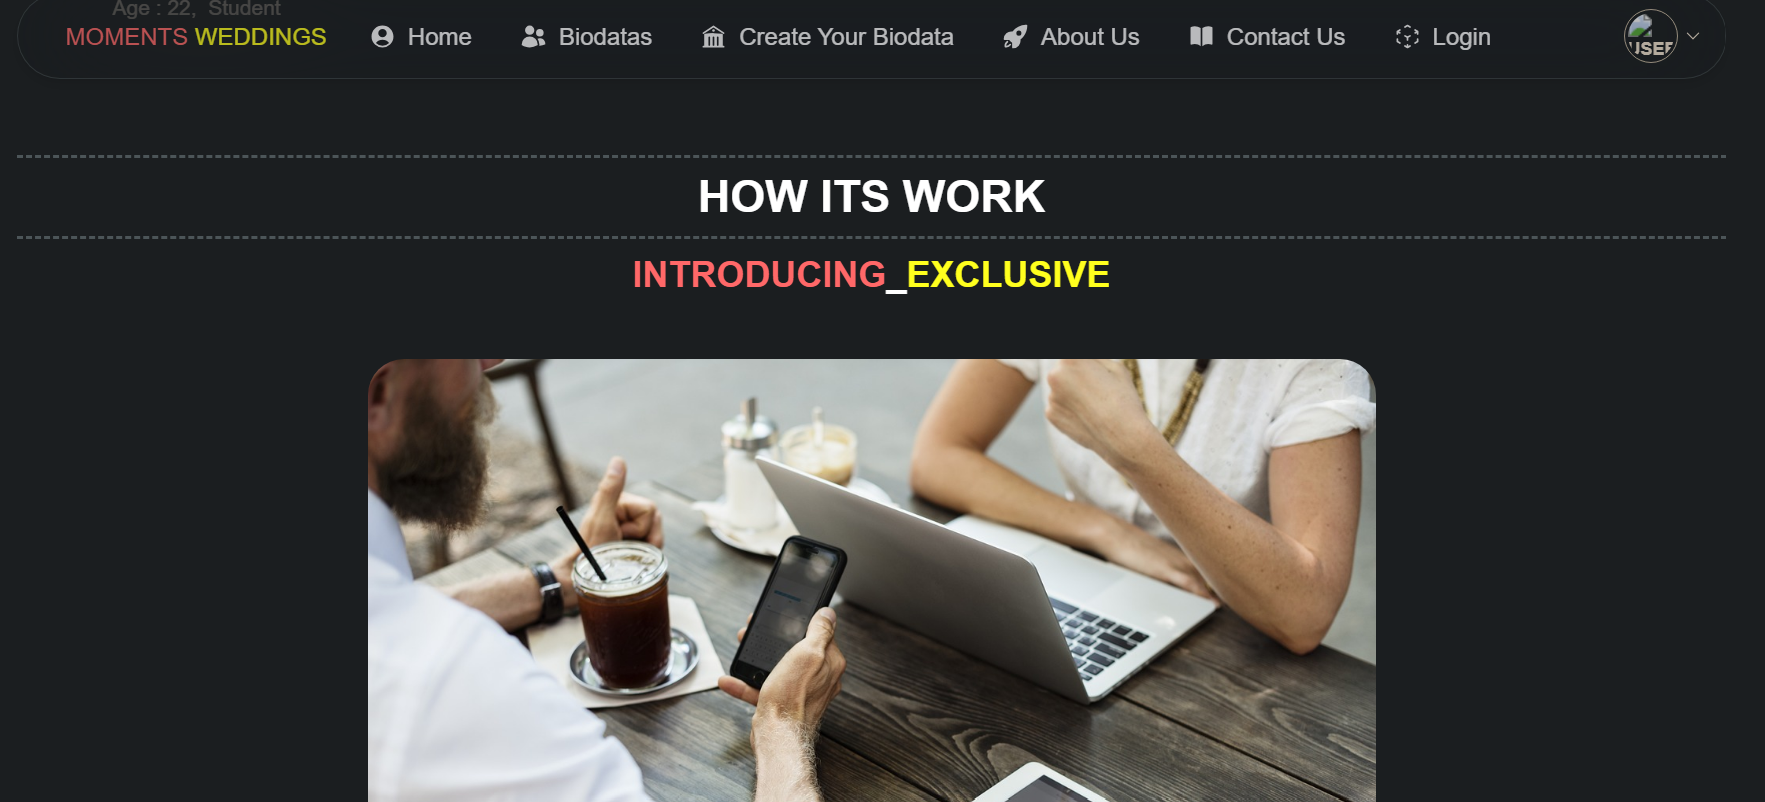 Age : 22, Student
MOMENTS WEDDINGS
Home
Biodatas
Create Your Biodata
About Us
Contact Us
Login
HOW ITS WORK
INTRODUCING_EXCLUSIVE